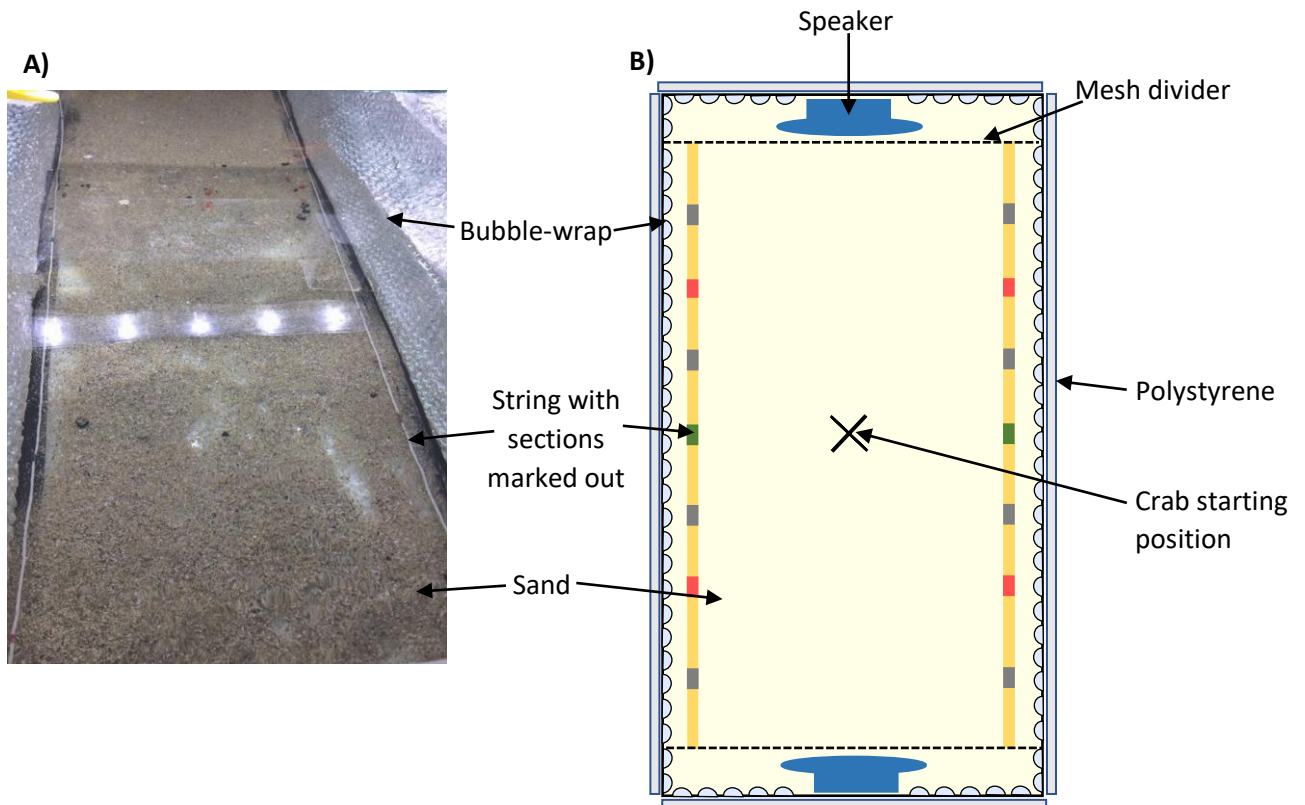 Speaker
A)
B)
Mesh divider
Bubble-wrap
Polystyrene
String with
sections
marked out
Crab starting
position
Sand